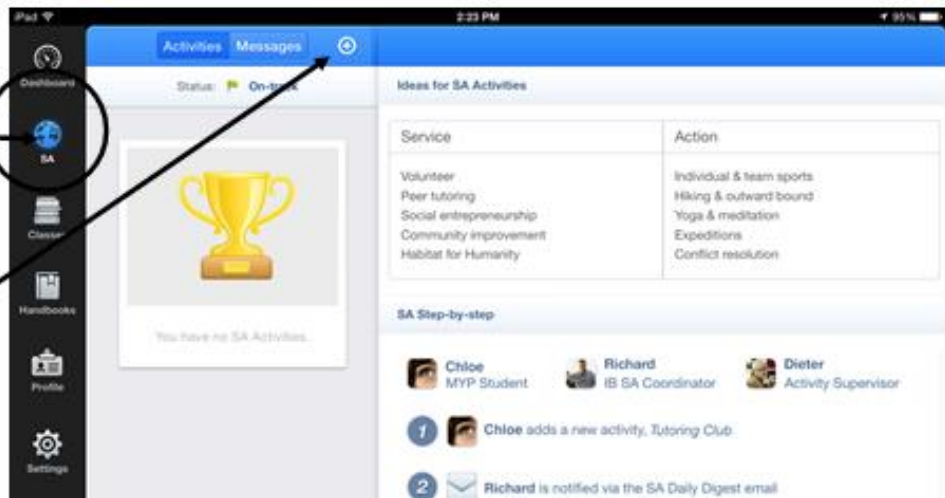 iPad
2:23 PM
95%
Activities Messages
Dashboard
Status: On-track
Ideas for SA Activities
SA
Service Action
Volunteer Individual & team sports
Peer tutoring Hiking & outward bound
Social entrepreneurship Yoga & meditation
Community improvement Expeditions
Habitat for Humanity Conflict resolution
Classes
Handbooks
You have no SA Activities.
SA Step-by-step
Profile
Chloe
MYP Student
Richard
IB SA Coordinator
Dieter
Activity Supervisor
1 Chloe adds a new activity, Tutoring Club
Settings
2 Richard is notified via the SA Daily Digest email